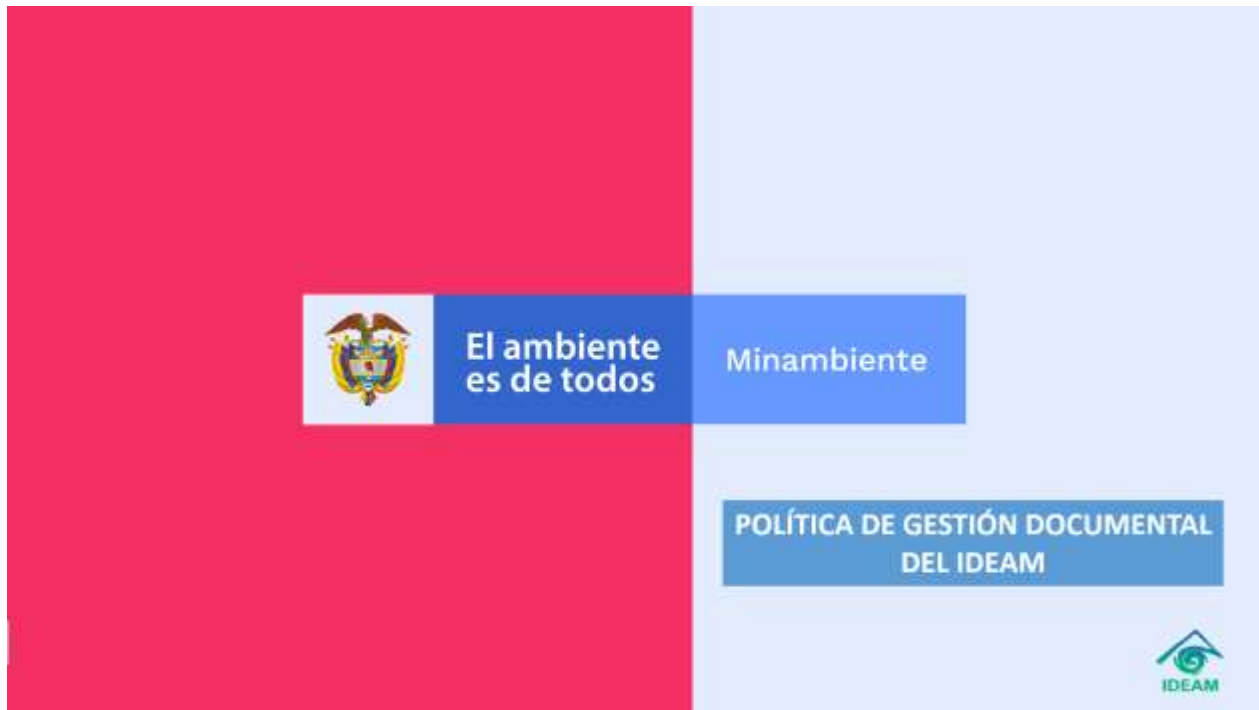 El ambiente
es de todos
Minambiente
POLÍTICA DE GESTIÓN DOCUMENTAL
DEL IDEAM
IDEAM